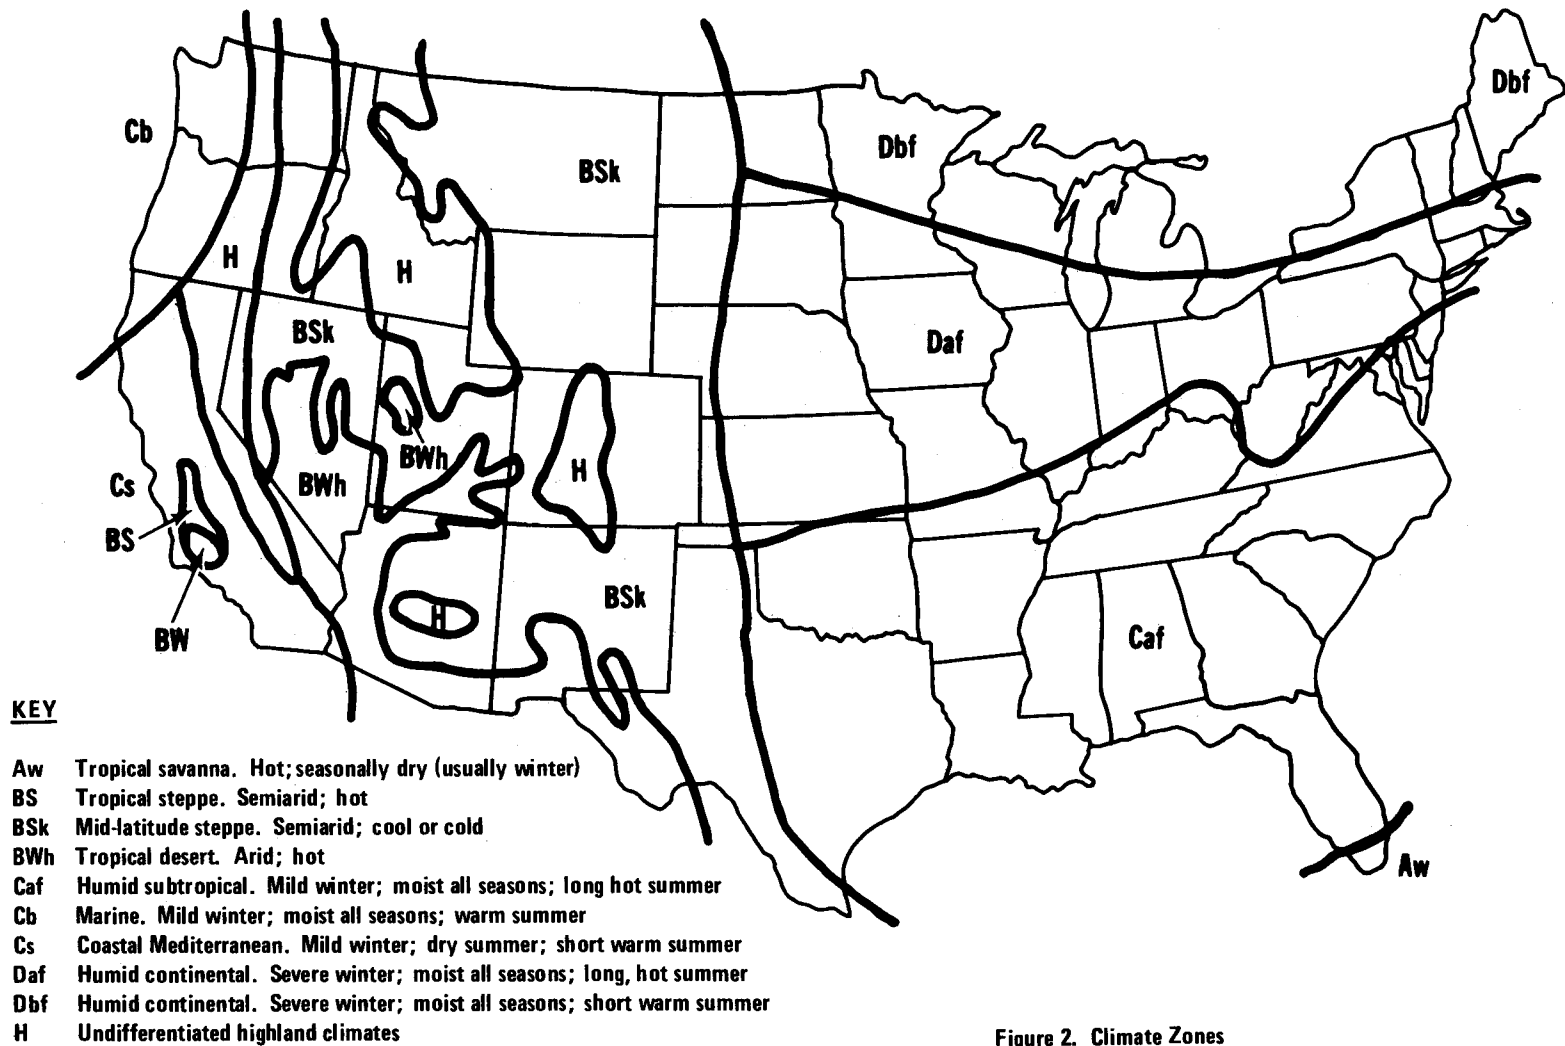 Dbf
Cb
Dbf
BSk
H
H
BSk
Daf
BWh
H
Cs
BWh
BS
BSk
H
BW
Caf
Aw
KEY
Aw Tropical savanna. Hot; seasonally dry (usually winter)
BS Tropical steppe. Semiarid; hot
BSk Mid-latitude steppe. Semiarid; cool or cold
BWh Tropical desert. Arid; hot
Caf Humid subtropical. Mild winter; moist all seasons; long hot summer
Cb Marine. Mild winter; moist all seasons; warm summer
Cs Coastal Mediterranean. Mild winter; dry summer; short warm summer
Daf Humid continental. Severe winter; moist all seasons; long, hot summer
Dbf Humid continental. Severe winter; moist all seasons; short warm summer
H Undifferentiated highland climates
Figure 2. Climate Zones